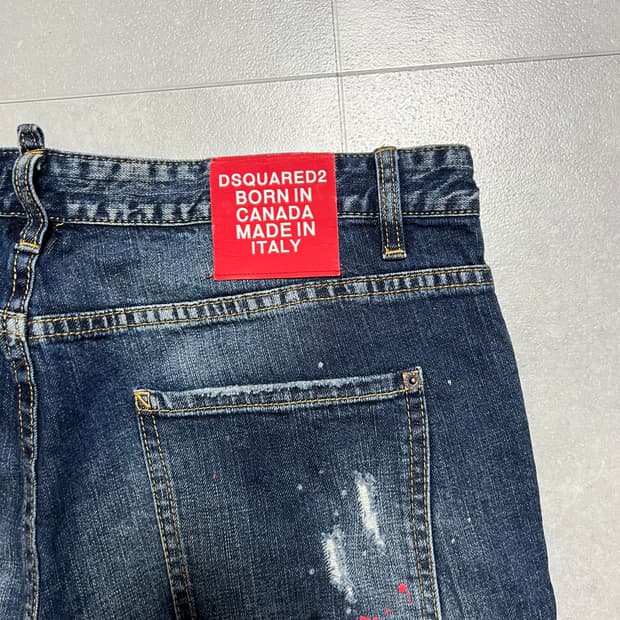 DSQUARED2
BORN IN
CANADA
MADE IN
ITALY